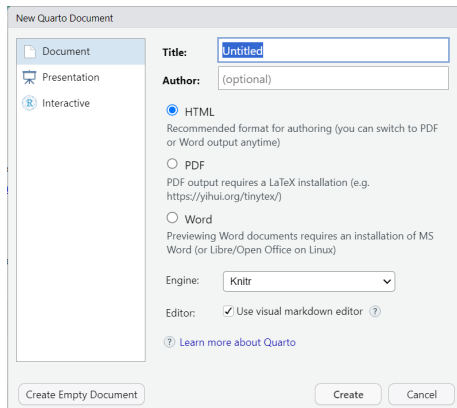 New Quarto Document
Document
Presentation
Interactive
Title:
Untitled
Author:
(optional)
HTML
Recommended format for authoring (you can switch to PDF
or Word output anytime)
PDF
PDF output requires a LaTeX installation (e.g.
https://yihui.org/tinytex/)
Word
Previewing Word documents requires an installation of MS
Word (or Libre/Open Office on Linux)
Engine:
Knitr
Editor:
Use visual markdown editor ?
? Learn more about Quarto
Create Empty Document
Create
Cancel